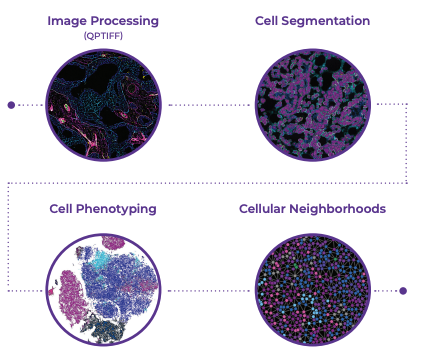 Image Processing
(QPTIFF)
Cell Segmentation
Cell Phenotyping
Cellular Neighborhoods